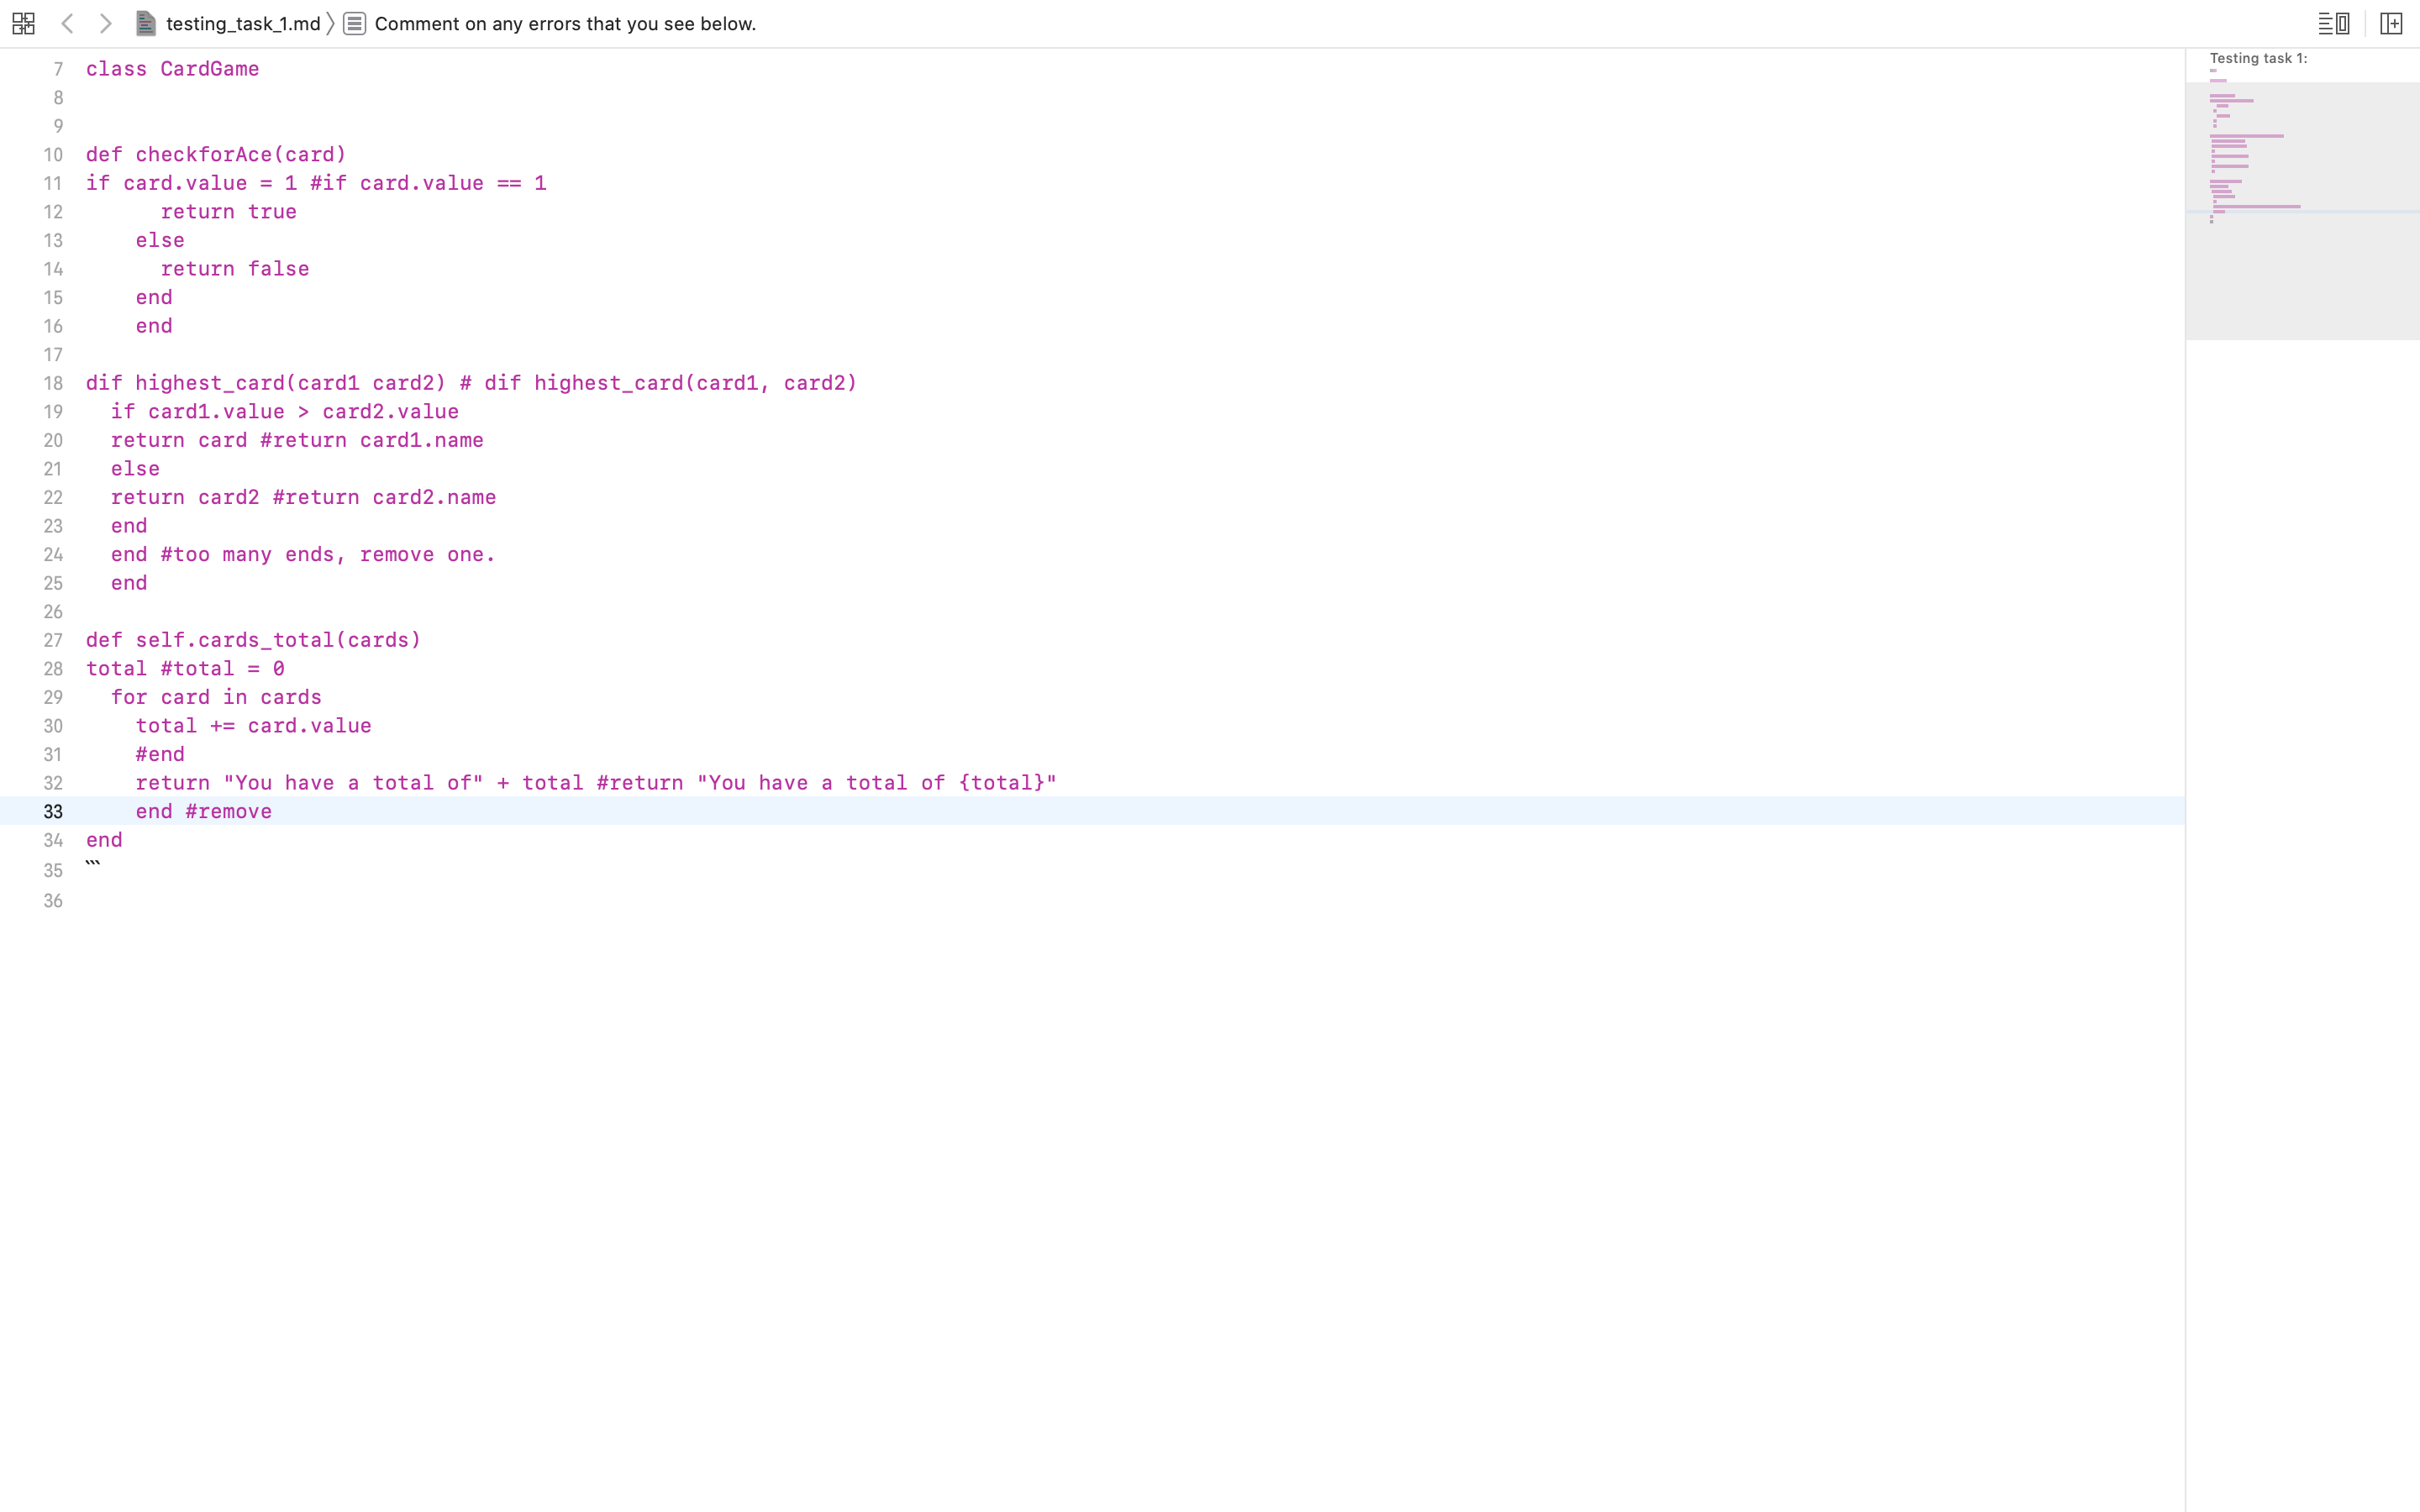 testing_task_1.md 〉 Comment on any errors that you see below.
Testing task 1:
7 class CardGame
8
9
10 def checkforAce(card)
11 if card.value = 1 #if card.value == 1
12       return true
13     else
14       return false
15     end
16     end
17
18 dif highest_card(card1 card2) # dif highest_card(card1, card2)
19   if card1.value > card2.value
20   return card #return card1.name
21   else
22   return card2 #return card2.name
23   end
24   end #too many ends, remove one.
25   end
26
27 def self.cards_total(cards)
28 total #total = 0
29   for card in cards
30     total += card.value
31     #end
32     return "You have a total of" + total #return "You have a total of {total}"
33     end #remove
34 end
35 ```
36